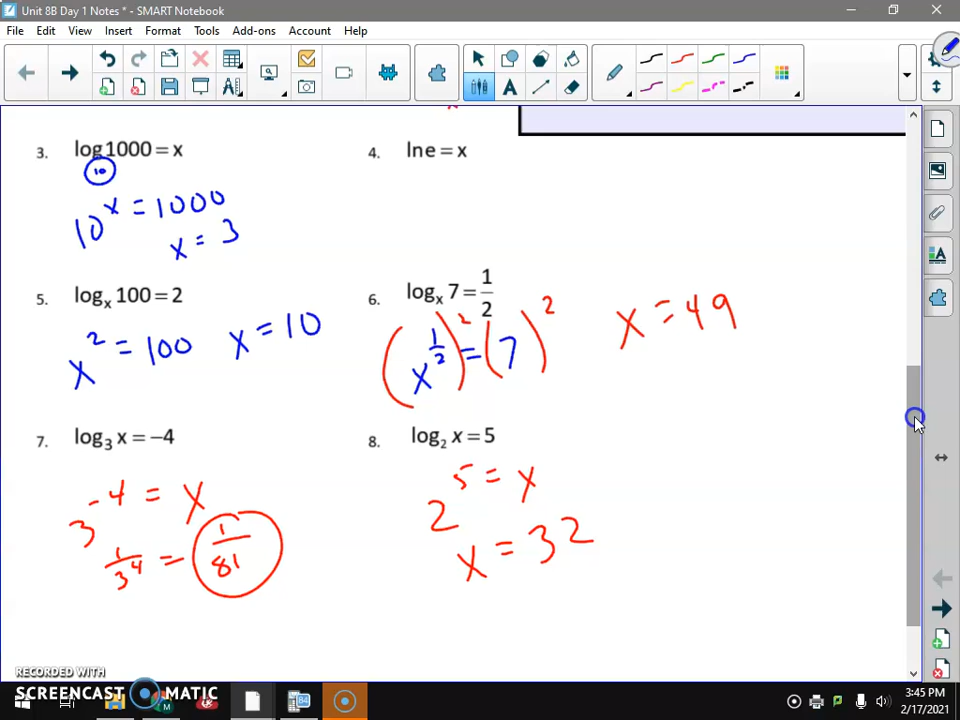 Unit 8B Day 1 Notes * - SMART Notebook
File Edit View Insert Format Tools Add-ons Account Help
3. log1000 = x
10
10^x = 1000
x = 3
4. lne = x
5. log_x 100 = 2
x^2 = 100 x = 10
6. log_x 7 = 1/2
(x^(1/2))^2 = (7)^2 x = 49
7. log_3 x = −4
3^-4 = x
1/3^4 = 1/81
8. log_2 x = 5
2^5 = x
x = 32
RECORDED WITH
SCREENCAST MATIC
84
3:45 PM
2/17/2021